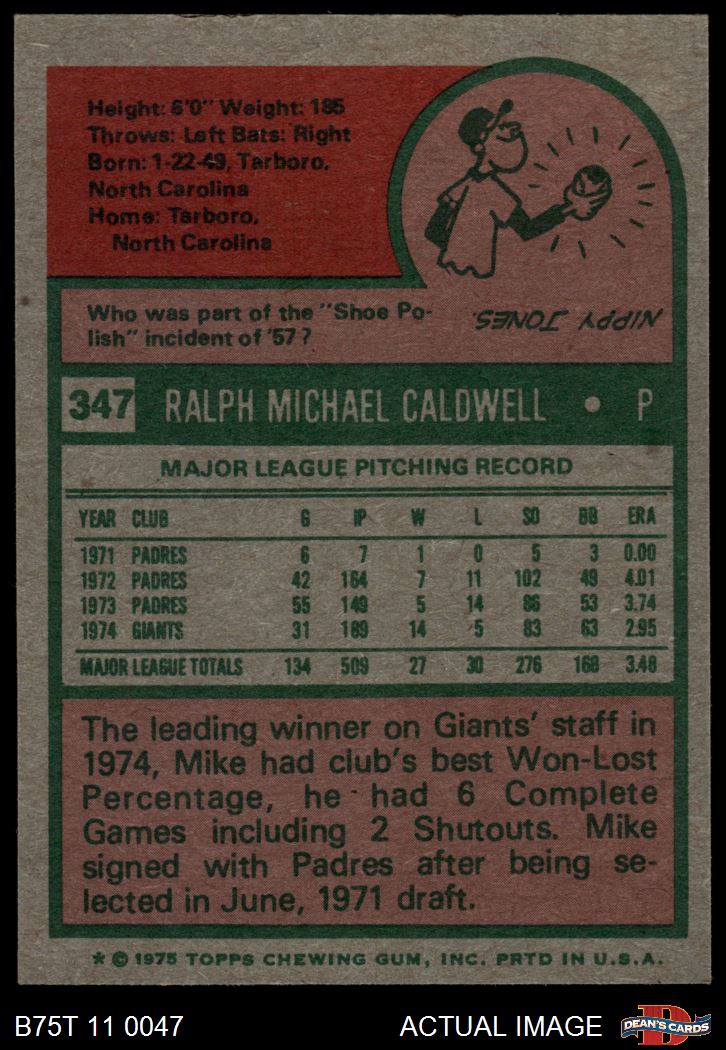 Height: 6'0" Weight: 185
Throws: Left Bats: Right
Born: 1-22-49, Tarboro,
North Carolina
Home: Tarboro,
North Carolina
Who was part of the "Shoe Po-
lish" incident of '57?
NIPPY JONES.
347 RALPH MICHAEL CALDWELL • P
MAJOR LEAGUE PITCHING RECORD
YEAR CLUB G IP W L SO BB ERA
1971 PADRES 6 7 1 0 5 3 0.00
1972 PADRES 42 164 7 11 102 49 4.01
1973 PADRES 55 149 5 14 86 53 3.74
1974 GIANTS 31 189 14 5 83 63 2.95
MAJOR LEAGUE TOTALS 134 509 27 30 276 168 3.48
The leading winner on Giants' staff in
1974, Mike had club's best Won-Lost
Percentage, he had 6 Complete
Games including 2 Shutouts. Mike
signed with Padres after being se-
lected in June, 1971 draft.
* © 1975 TOPPS CHEWING GUM, INC. PRTD IN U.S.A.
B75T 11 0047 ACTUAL IMAGE
D
DEAN'S CARDS